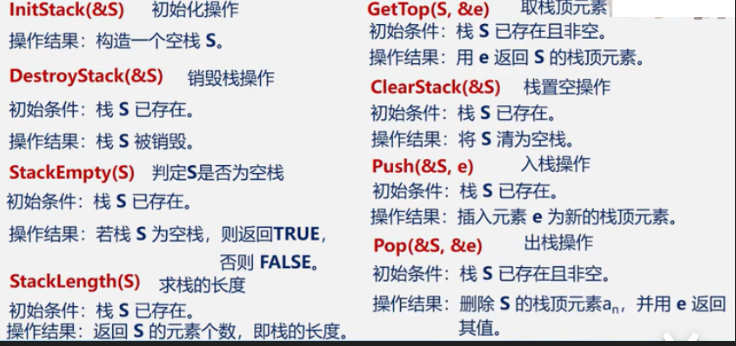 InitStack(&S) 初始化操作
操作结果：构造一个空栈 S。
DestroyStack(&S) 销毁栈操作
初始条件：栈 S 已存在。
操作结果：栈 S 被销毁。
StackEmpty(S) 判定S是否为空栈
初始条件：栈 S 已存在。
操作结果：若栈 S 为空栈，则返回TRUE，
否则 FALSE。
StackLength(S) 求栈的长度
初始条件：栈 S 已存在。
操作结果：返回 S 的元素个数，即栈的长度。
GetTop(S, &e) 取栈顶元素
初始条件：栈 S 已存在且非空。
操作结果：用 e 返回 S 的栈顶元素。
ClearStack(&S) 栈置空操作
初始条件：栈 S 已存在。
操作结果：将 S 清为空栈。
Push(&S, e) 入栈操作
初始条件：栈 S 已存在。
操作结果：插入元素 e 为新的栈顶元素。
Pop(&S, &e) 出栈操作
初始条件：栈 S 已存在且非空。
操作结果：删除 S 的栈顶元素aₙ，并用 e 返回
其值。